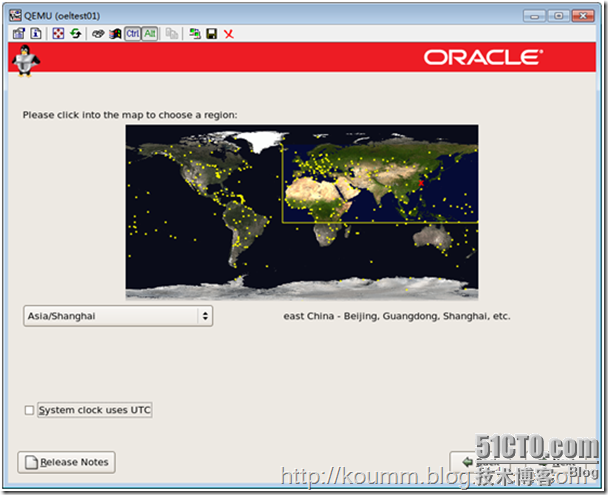 QEMU (oeltest01)
Ctrl Alt
ORACLE®
Please click into the map to choose a region:
Asia/Shanghai
east China - Beijing, Guangdong, Shanghai, etc.
System clock uses UTC
Release Notes
51CTO.com
技术博客 Blog
http://koumm.blog.